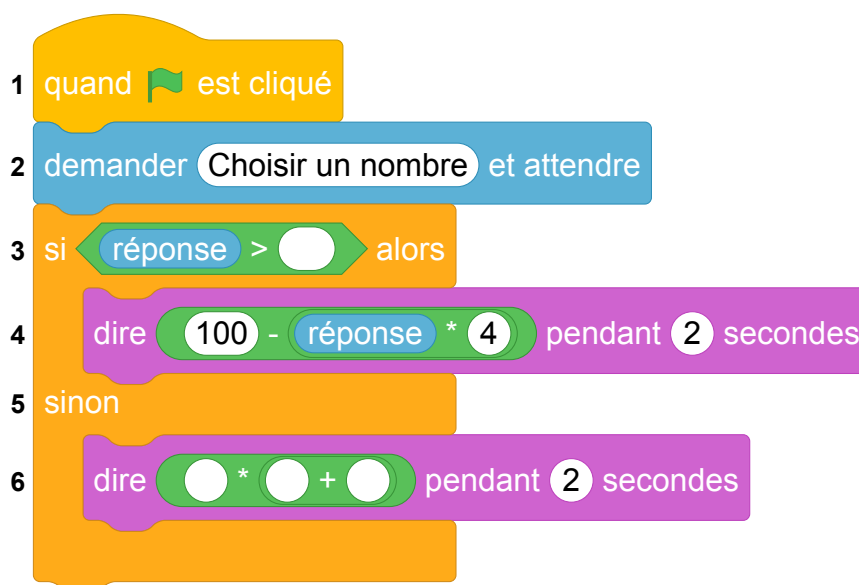 1 quand est cliqué
2 demander Choisir un nombre et attendre
3 si réponse > alors
4 dire 100 - réponse * 4 pendant 2 secondes
5 sinon
6 dire * + pendant 2 secondes